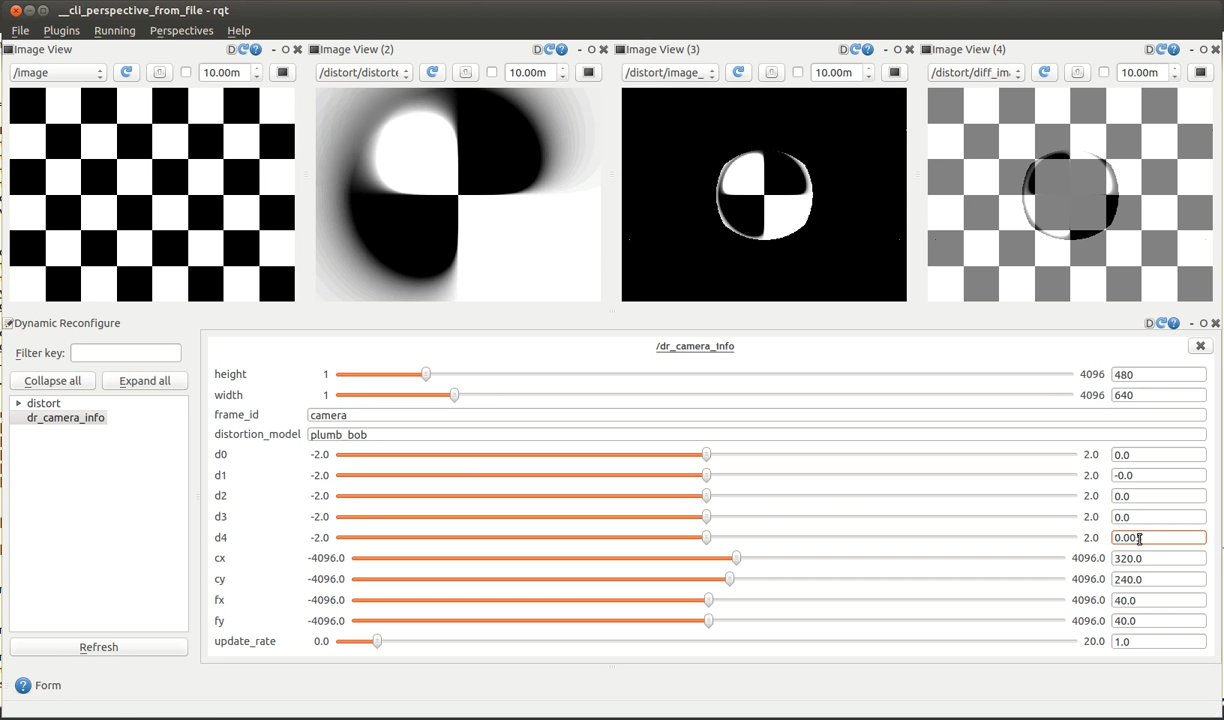 __cli_perspective_from_file - rqt
File Plugins Running Perspectives Help
Image View D ? - O
Image View (2) D ? - O
Image View (3) D ? - O
Image View (4) D ? - O
/image 10.00m
/distort/distorte 10.00m
/distort/image_ 10.00m
/distort/diff_im 10.00m
Dynamic Reconfigure D ? - O
Filter key:
Collapse all Expand all
distort
dr_camera_info
Refresh
/dr_camera_info
height 1 4096 480
width 1 4096 640
frame_id camera
distortion_model plumb_bob
d0 -2.0 2.0 0.0
d1 -2.0 2.0 -0.0
d2 -2.0 2.0 0.0
d3 -2.0 2.0 0.0
d4 -2.0 2.0
cx -4096.0 4096.0 320.0
cy -4096.0 4096.0 240.0
fx -4096.0 4096.0 40.0
fy -4096.0 4096.0 40.0
update_rate 0.0 20.0 1.0
? Form